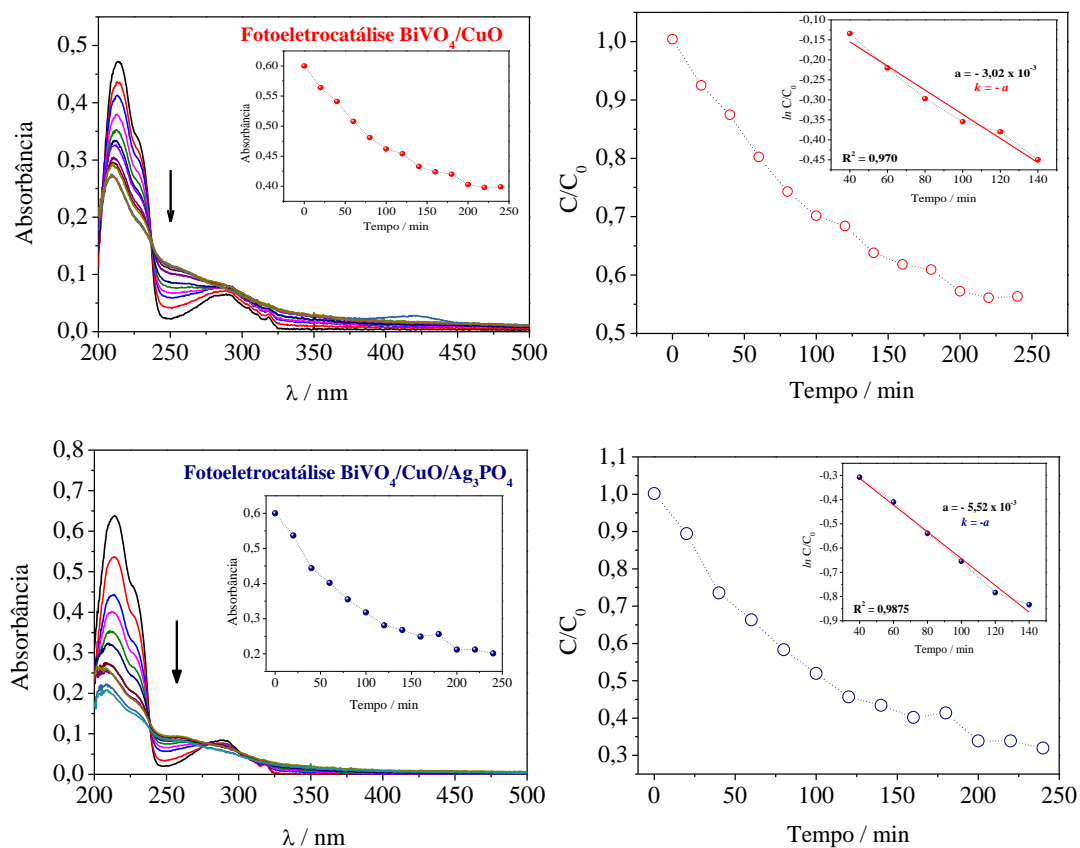 Fotoeletrocatálise BiVO4/CuO
Absorbância
0,5
0,4
0,3
0,2
0,1
0,0
200 250 300 350 400 450 500
λ / nm
Absorbância
0,60
0,55
0,50
0,45
0,40
0 50 100 150 200 250
Tempo / min
C/C0
1,0
0,9
0,8
0,7
0,6
0,5
0 50 100 150 200 250
Tempo / min
ln C/C0
-0,10
-0,15
-0,20
-0,25
-0,30
-0,35
-0,40
-0,45
a = - 3,02 x 10-3
k = - a
R2 = 0,970
40 60 80 100 120 140
Tempo / min
Fotoeletrocatálise BiVO4/CuO/Ag3PO4
Absorbância
0,8
0,7
0,6
0,5
0,4
0,3
0,2
0,1
0,0
200 250 300 350 400 450 500
λ / nm
Absorbância
0,6
0,5
0,4
0,3
0,2
0 50 100 150 200 250
Tempo / min
C/C0
1,1
1,0
0,9
0,8
0,7
0,6
0,5
0,4
0,3
0 50 100 150 200 250
Tempo / min
ln C/C0
-0,3
-0,4
-0,5
-0,6
-0,7
-0,8
-0,9
a = - 5,52 x 10-3
k = -a
R2 = 0,9875
40 60 80 100 120 140
Tempo / min